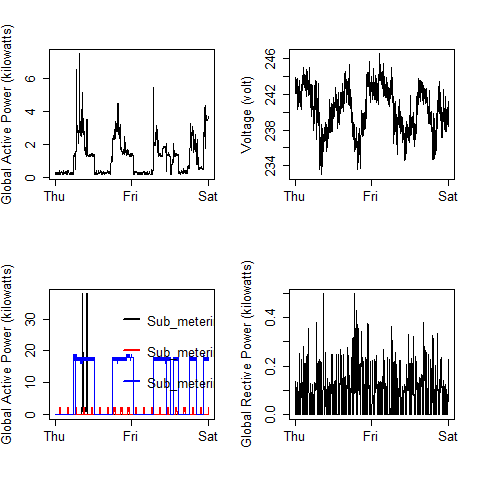 Global Active Power (kilowatts)
0 2 4 6
Thu Fri Sat
Voltage (volt)
234 238 242 246
Thu Fri Sat
Global Active Power (kilowatts)
0 10 20 30
Sub_meteri
Sub_meteri
Sub_meteri
Thu Fri Sat
Global Rective Power (kilowatts)
0.0 0.2 0.4
Thu Fri Sat